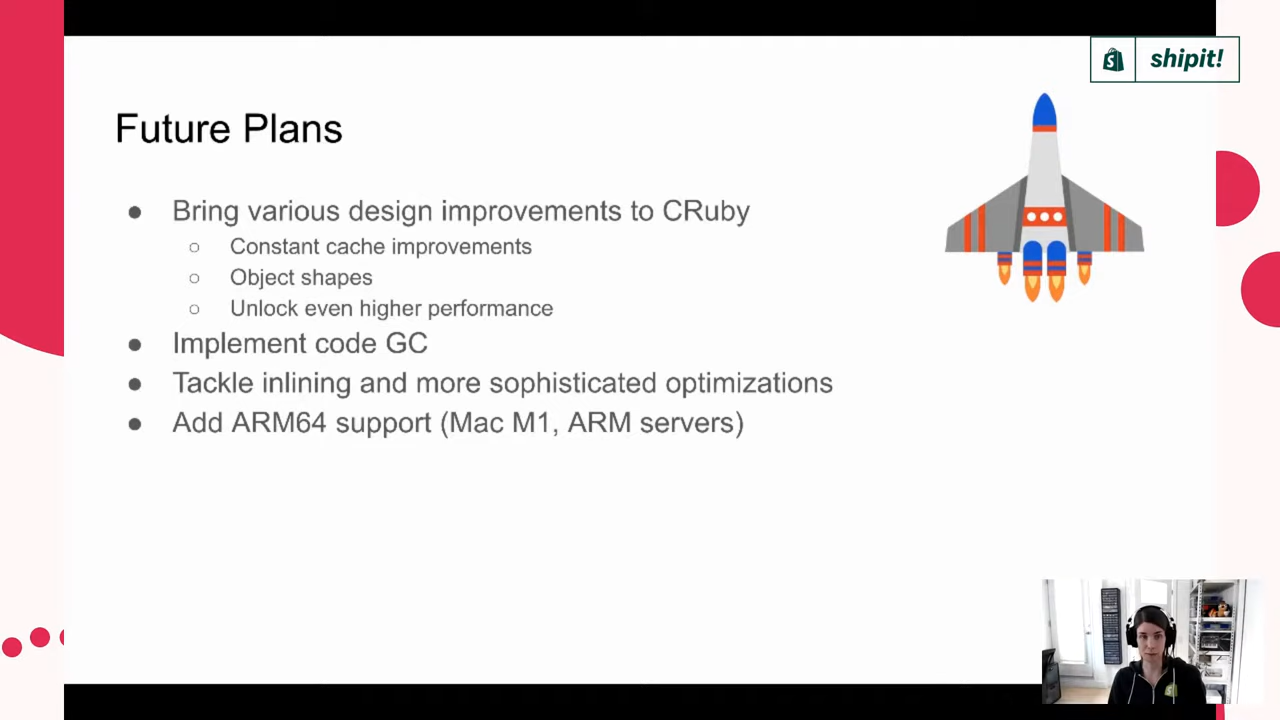 shipit!
Future Plans
● Bring various design improvements to CRuby
○ Constant cache improvements
○ Object shapes
○ Unlock even higher performance
● Implement code GC
● Tackle inlining and more sophisticated optimizations
● Add ARM64 support (Mac M1, ARM servers)